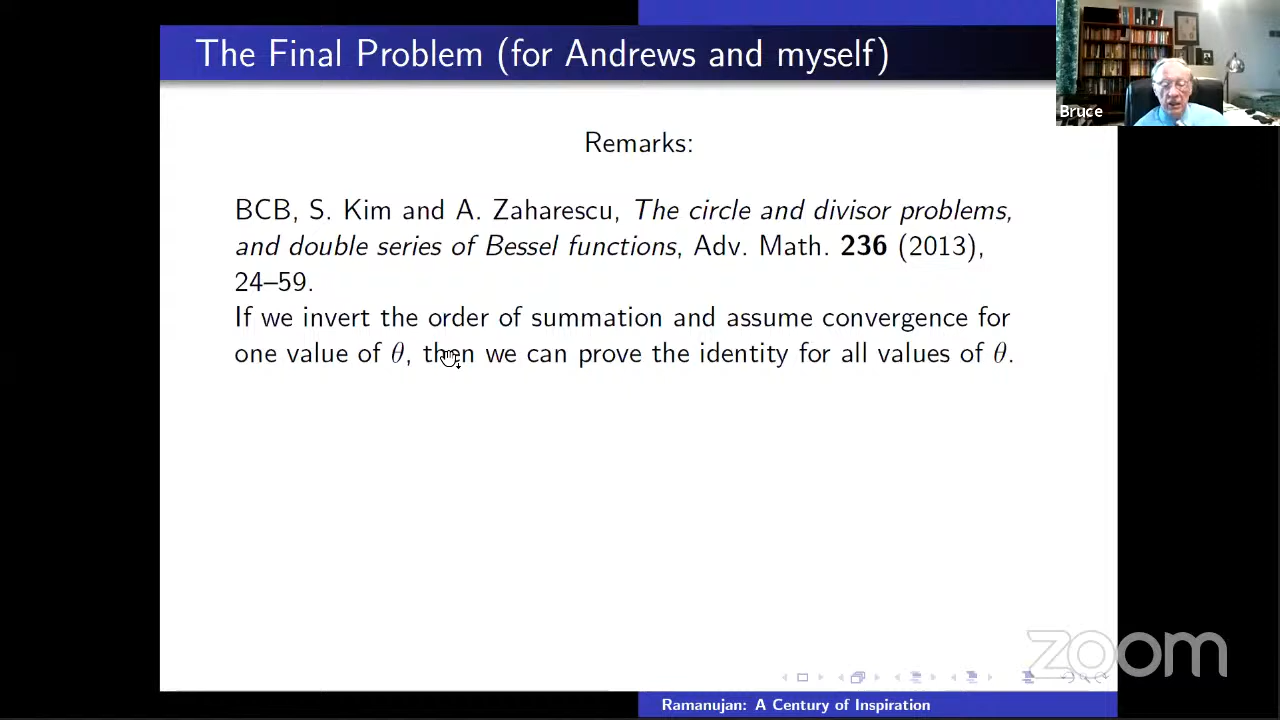 The Final Problem (for Andrews and myself)
Bruce
Remarks:
BCB, S. Kim and A. Zaharescu, The circle and divisor problems,
and double series of Bessel functions, Adv. Math. 236 (2013),
24–59.
If we invert the order of summation and assume convergence for
one value of θ, then we can prove the identity for all values of θ.
zoom
Ramanujan: A Century of Inspiration